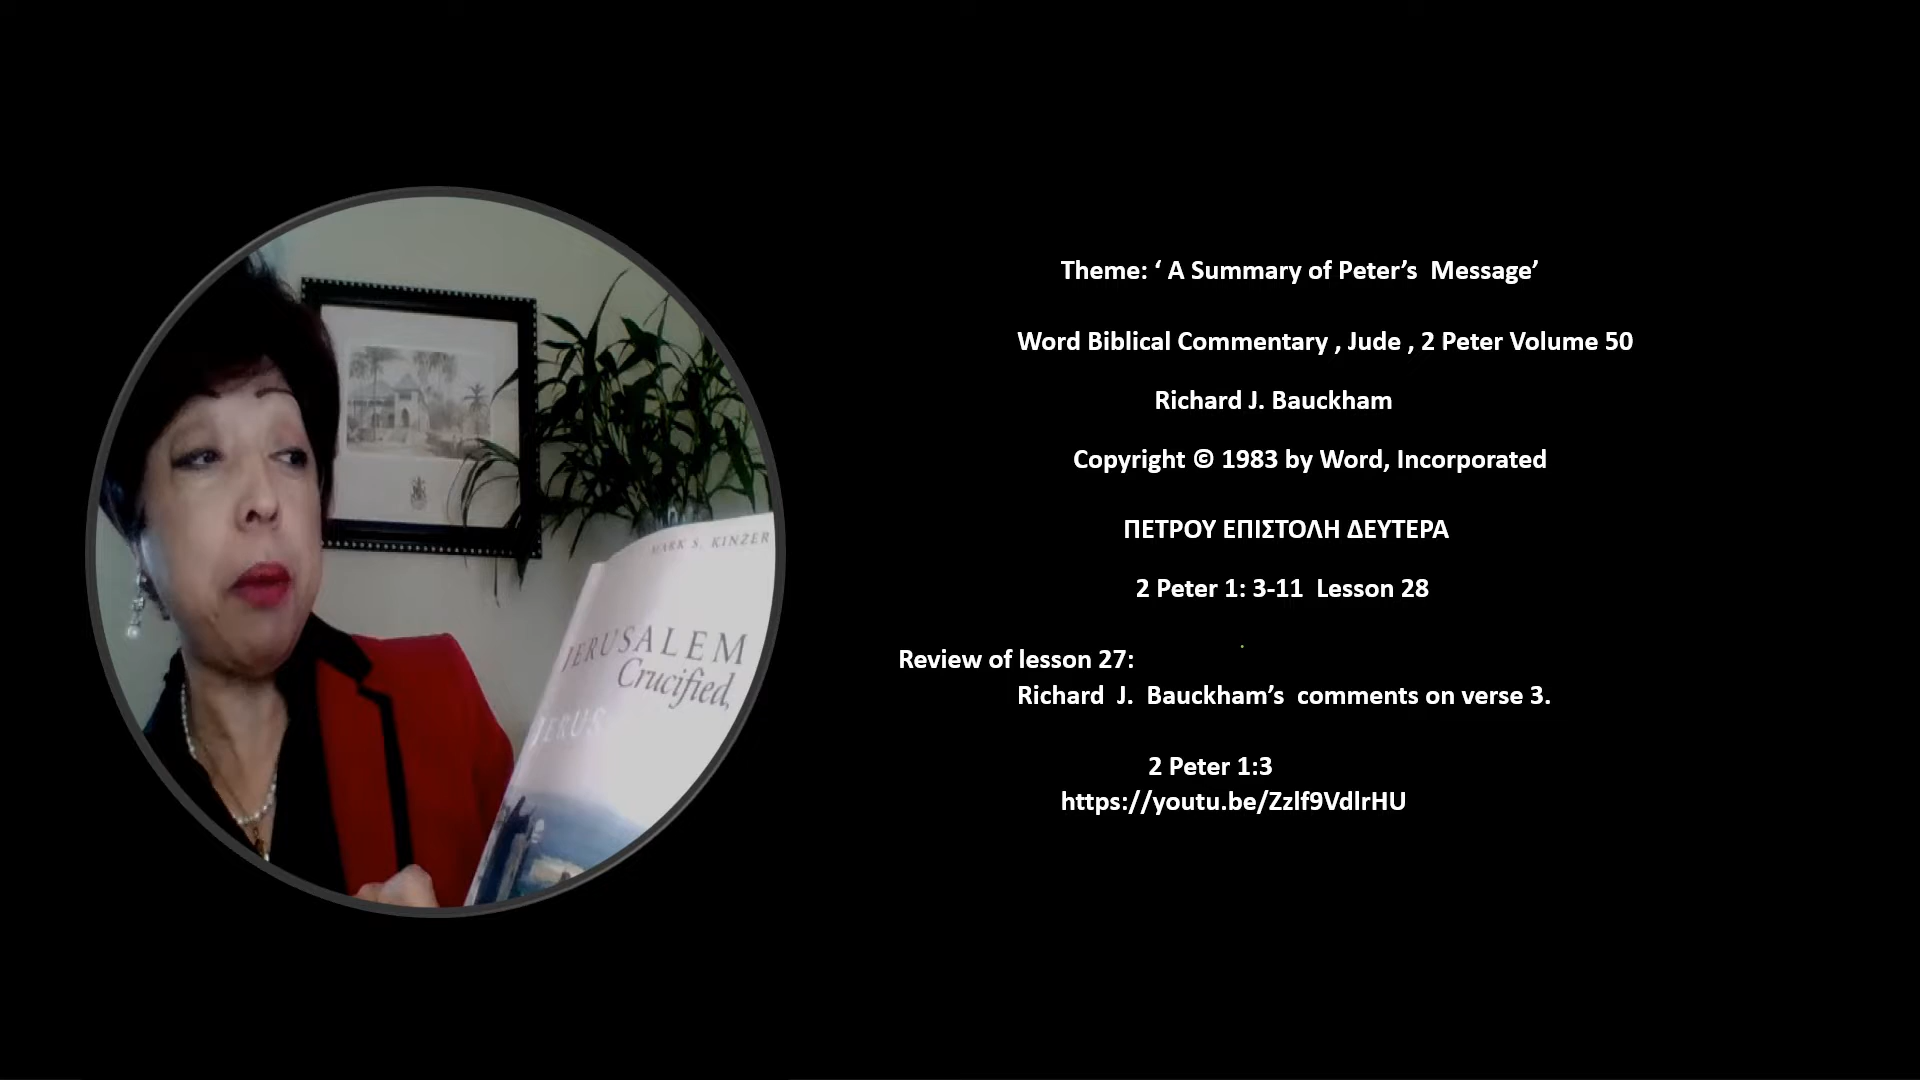 MARK S. KINZER
JERUSALEM
Crucified,
JERUS
Theme: ‘ A Summary of Peter’s  Message’
Word Biblical Commentary , Jude , 2 Peter Volume 50
Richard J. Bauckham
Copyright © 1983 by Word, Incorporated
ΠΕΤΡΟΥ ΕΠΙΣΤΟΛΗ ΔΕΥΤΕΡΑ
2 Peter 1: 3-11  Lesson 28
Review of lesson 27:
Richard  J.  Bauckham’s  comments on verse 3.
2 Peter 1:3
https://youtu.be/Zzlf9VdlrHU